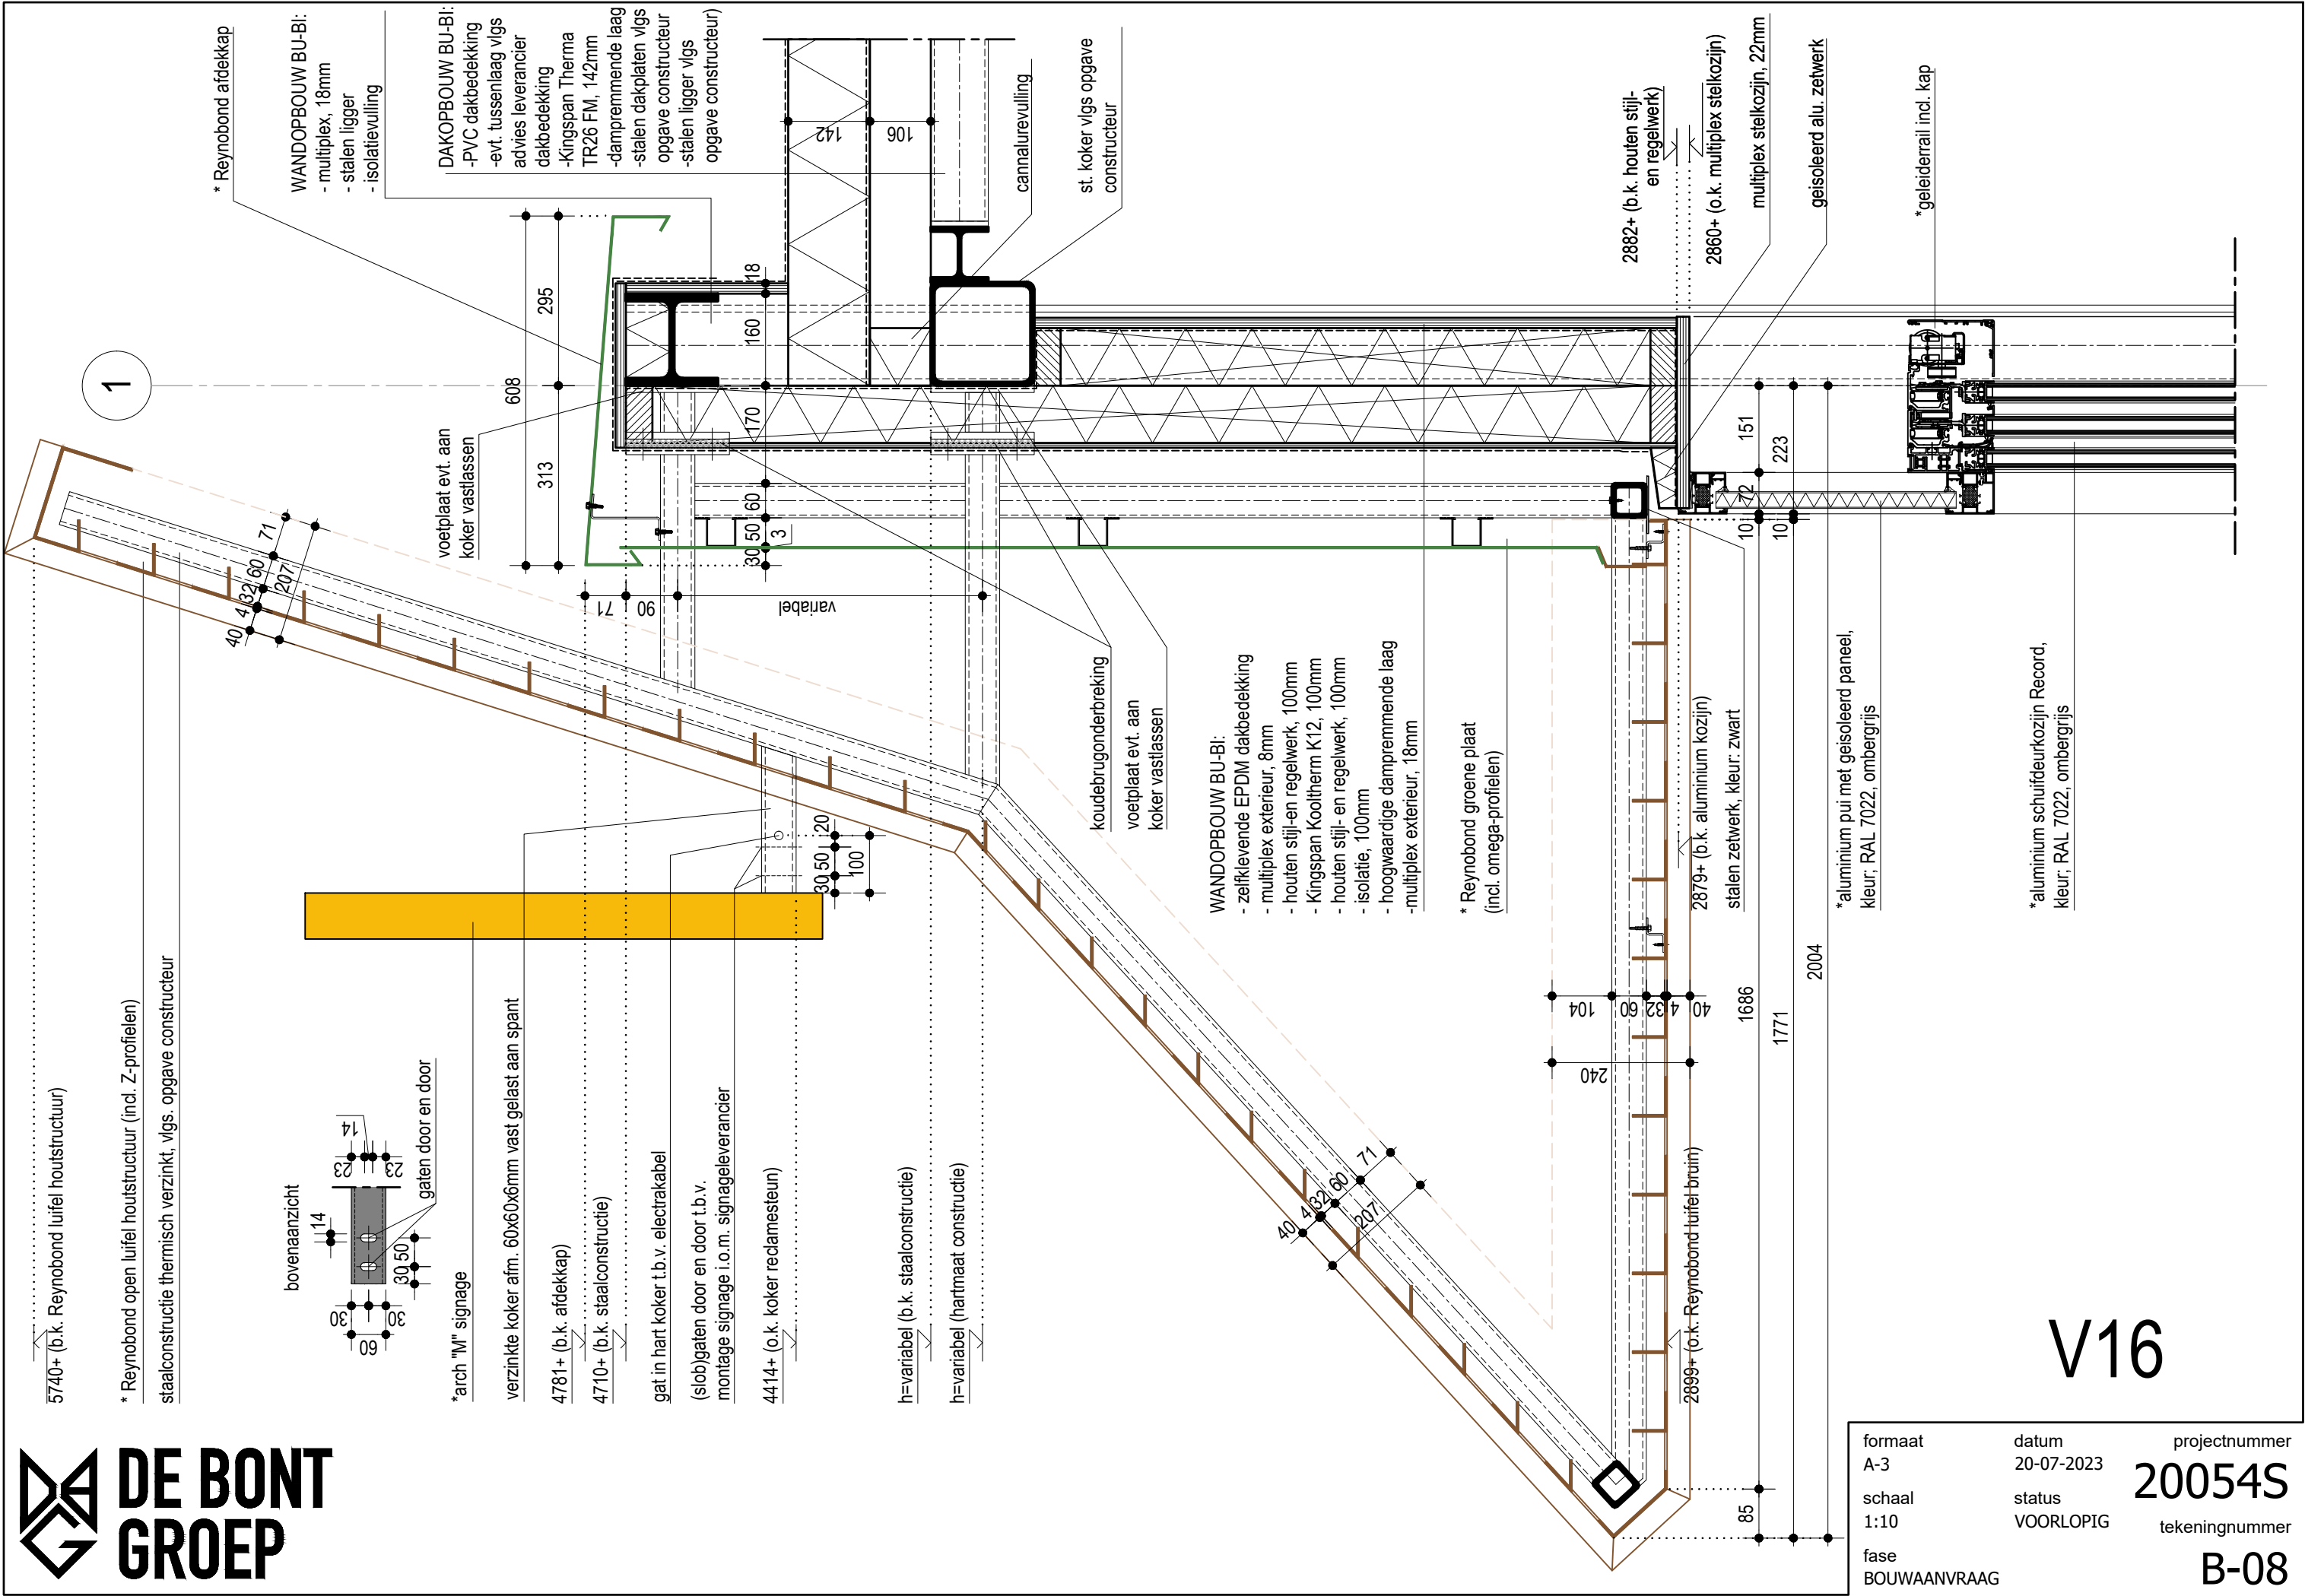 * Reynobond afdekkap
WANDOPBOUW BU-BI:
- multiplex, 18mm
- stalen ligger
- isolatievulling
DAKOPBOUW BU-BI:
-PVC dakbedekking
-evt. tussenlaag vlgs
advies leverancier
dakbedekking
-Kingspan Therma
TR26 FM, 142mm
-dampremmende laag
-stalen dakplaten vlgs
opgave constructeur
-stalen ligger vlgs
opgave constructeur)
cannalurevulling
st. koker vlgs opgave
constructeur
2882+ (b.k. houten stijl-
en regelwerk)
2860+ (o.k. multiplex stelkozijn)
multiplex stelkozijn, 22mm
geisoleerd alu. zetwerk
*geleiderrail incl. kap
1
142
106
18
160
170
60
50
3
30
295
608
313
71
90
variabel
voetplaat evt. aan
koker vastlassen
71
60
32
4
40
207
koudebrugonderbreking
voetplaat evt. aan
koker vastlassen
WANDOPBOUW BU-BI:
- zelfklevende EPDM dakbedekking
- multiplex exterieur, 8mm
- houten stijl-en regelwerk, 100mm
- Kingspan Kooltherm K12, 100mm
- houten stijl- en regelwerk, 100mm
- isolatie, 100mm
- hoogwaardige dampremmende laag
-multiplex exterieur, 18mm
* Reynobond groene plaat
(incl. omega-profielen)
2879+ (b.k. aluminium kozijn)
stalen zetwerk, kleur: zwart
*aluminium pui met geisoleerd paneel,
kleur; RAL 7022, ombergrijs
*aluminium schuifdeurkozijn Record,
kleur; RAL 7022, ombergrijs
151
72
10
223
10
20
50
30
100
104
60
32
4
40
240
1686
1771
2004
85
71
60
32
4
40
207
5740+ (b.k. Reynobond luifel houtstructuur)
* Reynobond open luifel houtstructuur (incl. Z-profielen)
staalconstructie thermisch verzinkt, vlgs. opgave constructeur
bovenaanzicht
14
23
23
14
50
30
30
30
60
gaten door en door
*arch "M" signage
verzinkte koker afm. 60x60x6mm vast gelast aan spant
4781+ (b.k. afdekkap)
4710+ (b.k. staalconstructie)
gat in hart koker t.b.v. electrakabel
(slob)gaten door en door t.b.v.
montage signage i.o.m. signageleverancier
4414+ (o.k. koker reclamesteun)
h=variabel (b.k. staalconstructie)
h=variabel (hartmaat constructie)
2899+ (o.k. Reynobond luifel bruin)
V16
DE BONT
GROEP
formaat
A-3
datum
20-07-2023
projectnummer
20054S
schaal
1:10
status
VOORLOPIG
tekeningnummer
B-08
fase
BOUWAANVRAAG